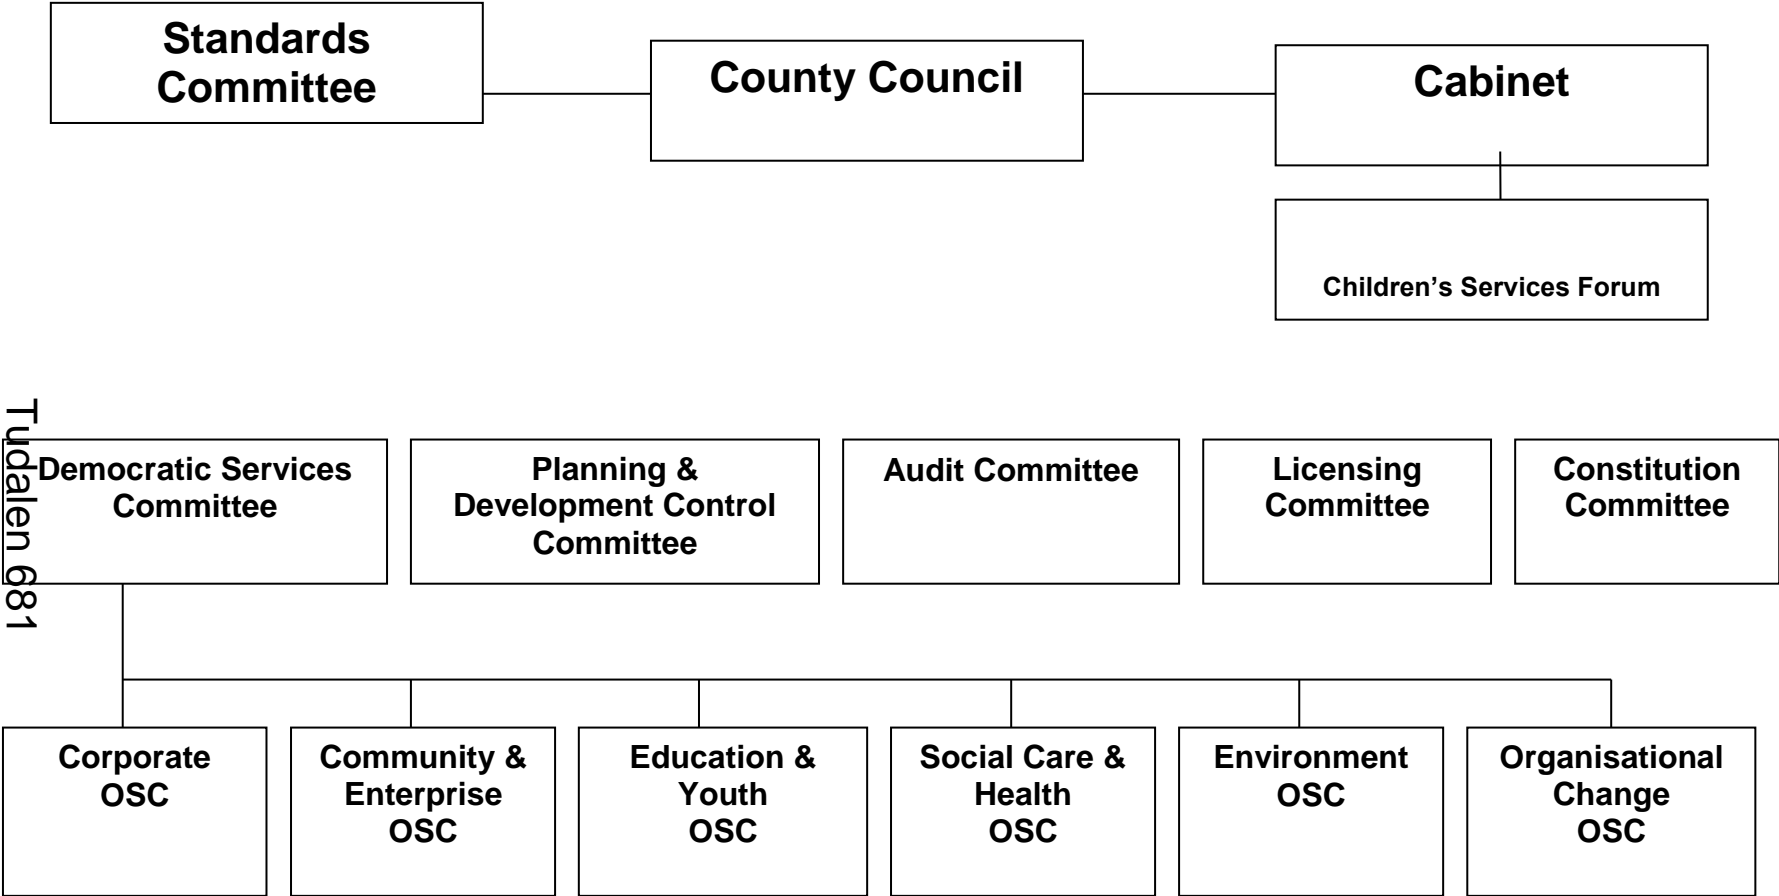 Standards
Committee
County Council
Cabinet
Children’s Services Forum
Tudalen 681
Democratic Services
Committee
Planning &
Development Control
Committee
Audit Committee
Licensing
Committee
Constitution
Committee
Corporate
OSC
Community &
Enterprise
OSC
Education &
Youth
OSC
Social Care &
Health
OSC
Environment
OSC
Organisational
Change
OSC